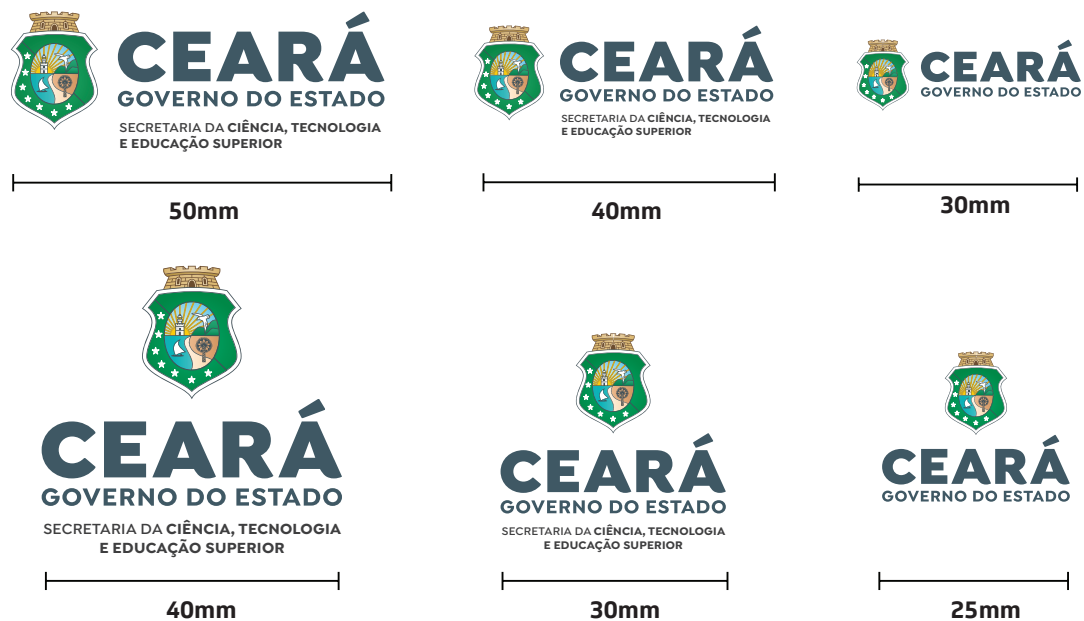 CEARÁ
GOVERNO DO ESTADO
SECRETARIA DA CIÊNCIA, TECNOLOGIA
E EDUCAÇÃO SUPERIOR
50mm
CEARÁ
GOVERNO DO ESTADO
SECRETARIA DA CIÊNCIA, TECNOLOGIA
E EDUCAÇÃO SUPERIOR
40mm
CEARÁ
GOVERNO DO ESTADO
30mm
CEARÁ
GOVERNO DO ESTADO
SECRETARIA DA CIÊNCIA, TECNOLOGIA
E EDUCAÇÃO SUPERIOR
40mm
CEARÁ
GOVERNO DO ESTADO
SECRETARIA DA CIÊNCIA, TECNOLOGIA
E EDUCAÇÃO SUPERIOR
30mm
CEARÁ
GOVERNO DO ESTADO
25mm